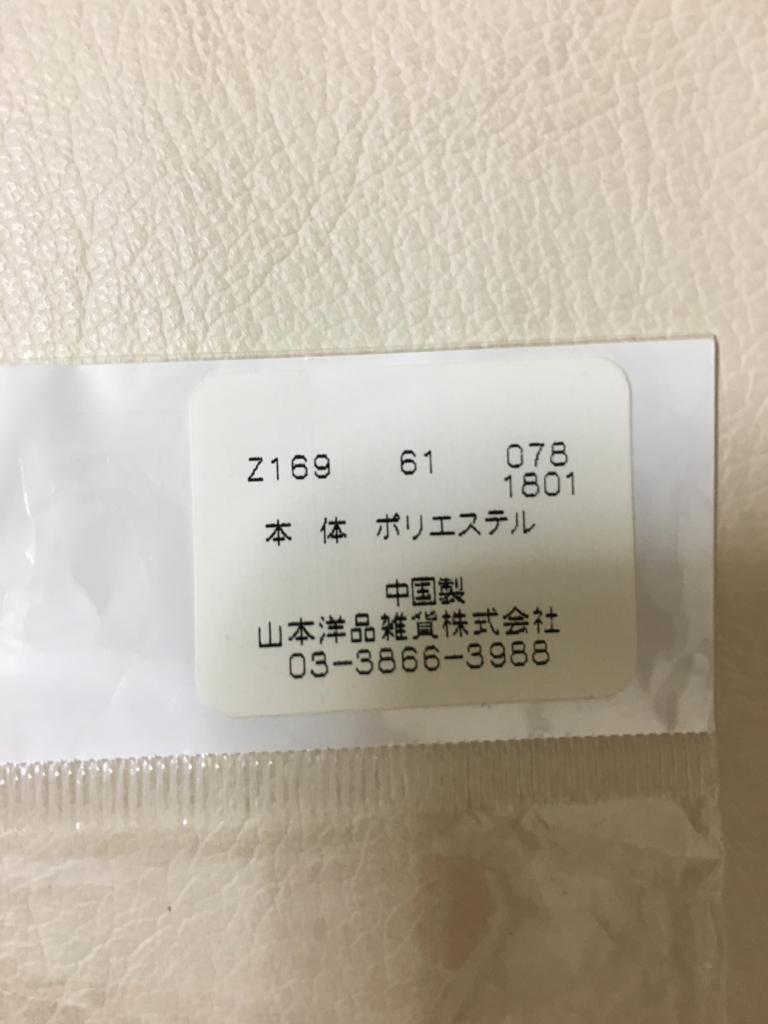 Z169 61 078
1801
本 体 ポリエステル
中国製
山本洋品雑貨株式会社
03-3866-3988